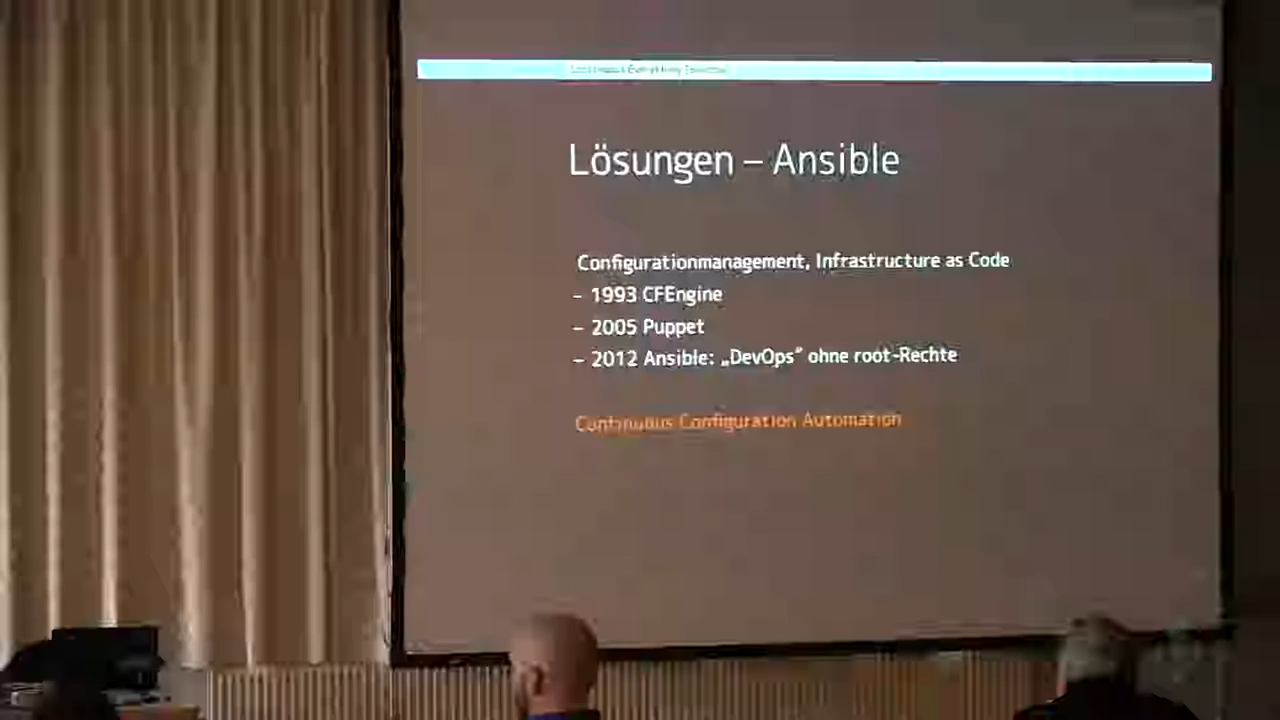 Lösungen – Ansible
Configurationmanagement, Infrastructure as Code
– 1993 CFEngine
– 2005 Puppet
– 2012 Ansible: „DevOps“ ohne root-Rechte
Continuous Configuration Automation